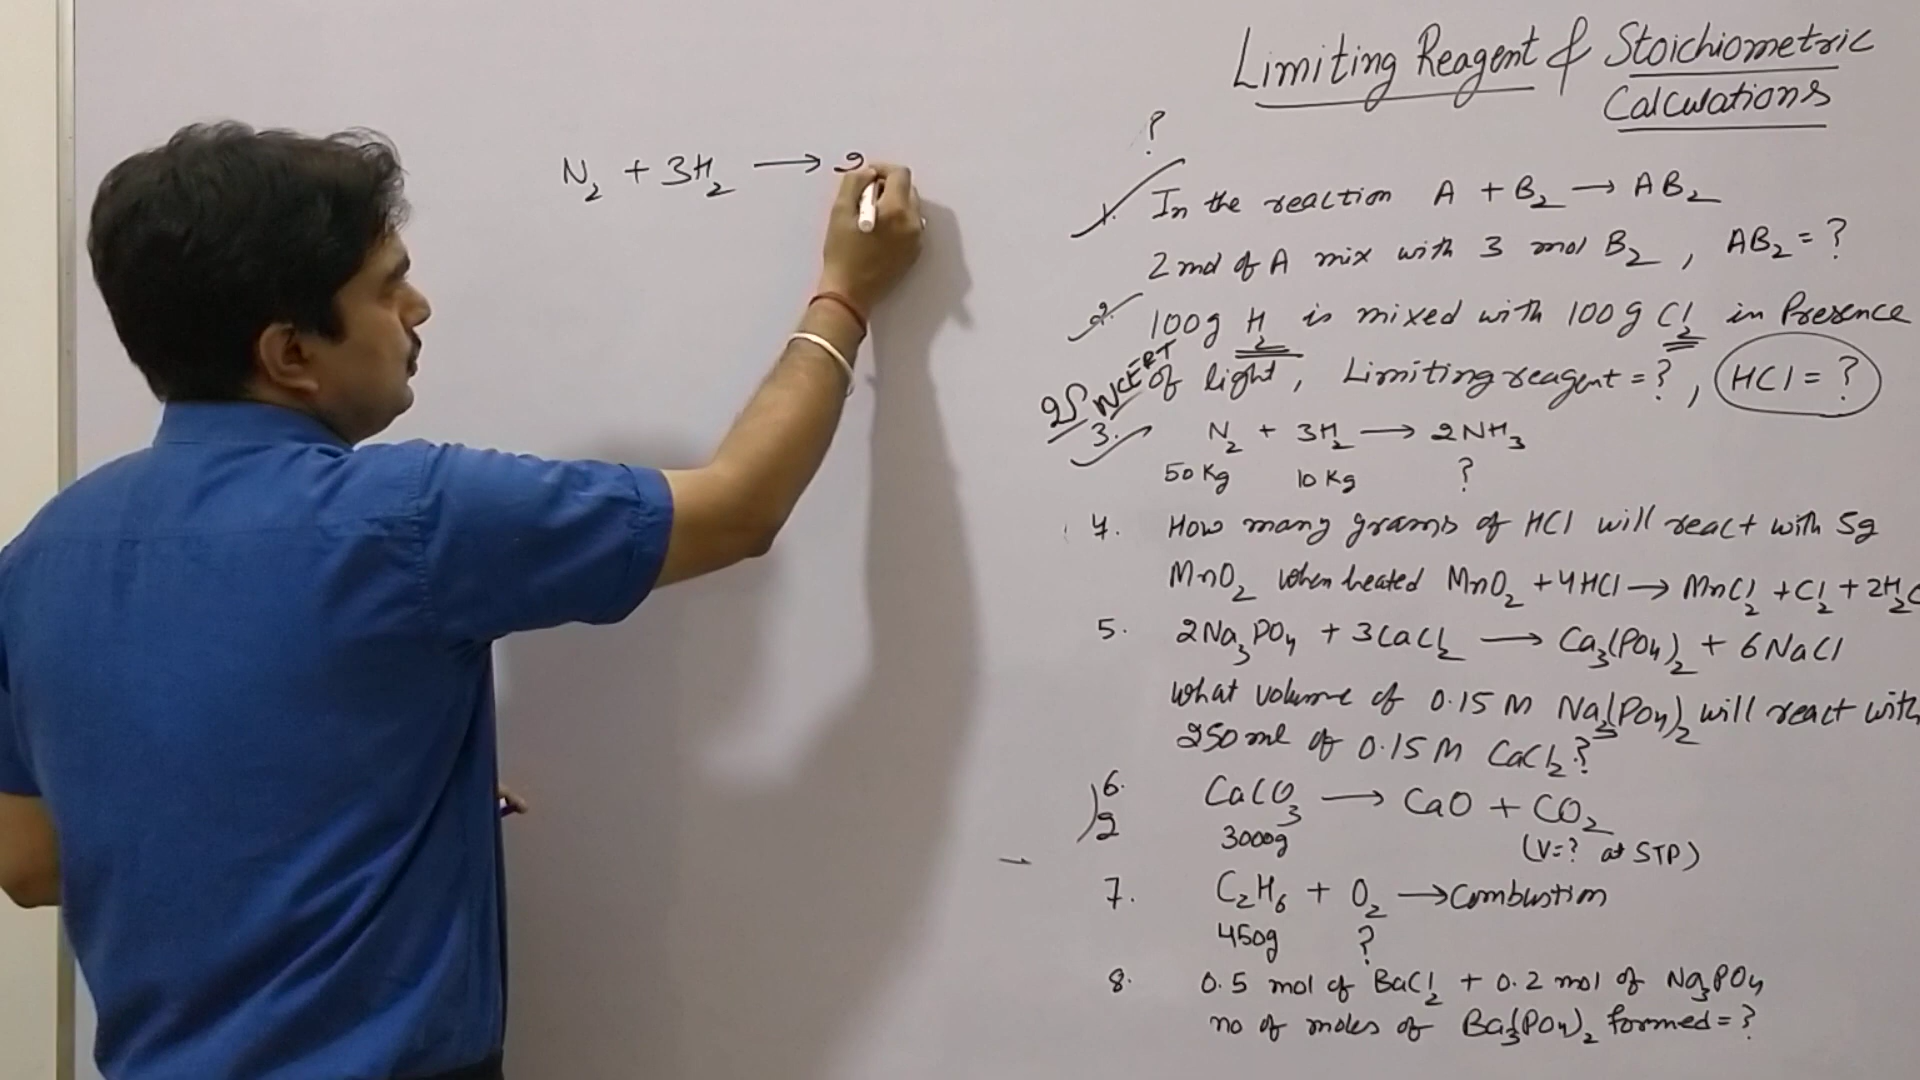 N₂ + 3H₂ ⟶ 2
Limiting Reagent & Stoichiometric
Calculations
?
1. In the reaction A + B₂ → AB₂
2 mol of A mix with 3 mol B₂, AB₂ = ?
2. 100g H₂ is mixed with 100g Cl₂ in Presence
of light, Limiting reagent = ?, HCl = ?
NCERT
3. N₂ + 3H₂ ⟶ 2NH₃
50 Kg 10 Kg ?
4. How many grams of HCl will react with 5g
MnO₂ when heated MnO₂ + 4HCl → MnCl₂ + Cl₂ + 2H₂O
5. 2Na₃PO₄ + 3CaCl₂ ⟶ Ca₃(PO₄)₂ + 6NaCl
what volume of 0.15 M Na₃(PO₄)₂ will react with
250 ml of 0.15 M CaCl₂?
6. CaCO₃ ⟶ CaO + CO₂
3000g (V=? at STP)
7. C₂H₆ + O₂ → Combustion
450g ?
8. 0.5 mol of BaCl₂ + 0.2 mol of Na₃PO₄
no of moles of Ba₃(PO₄)₂ formed = ?